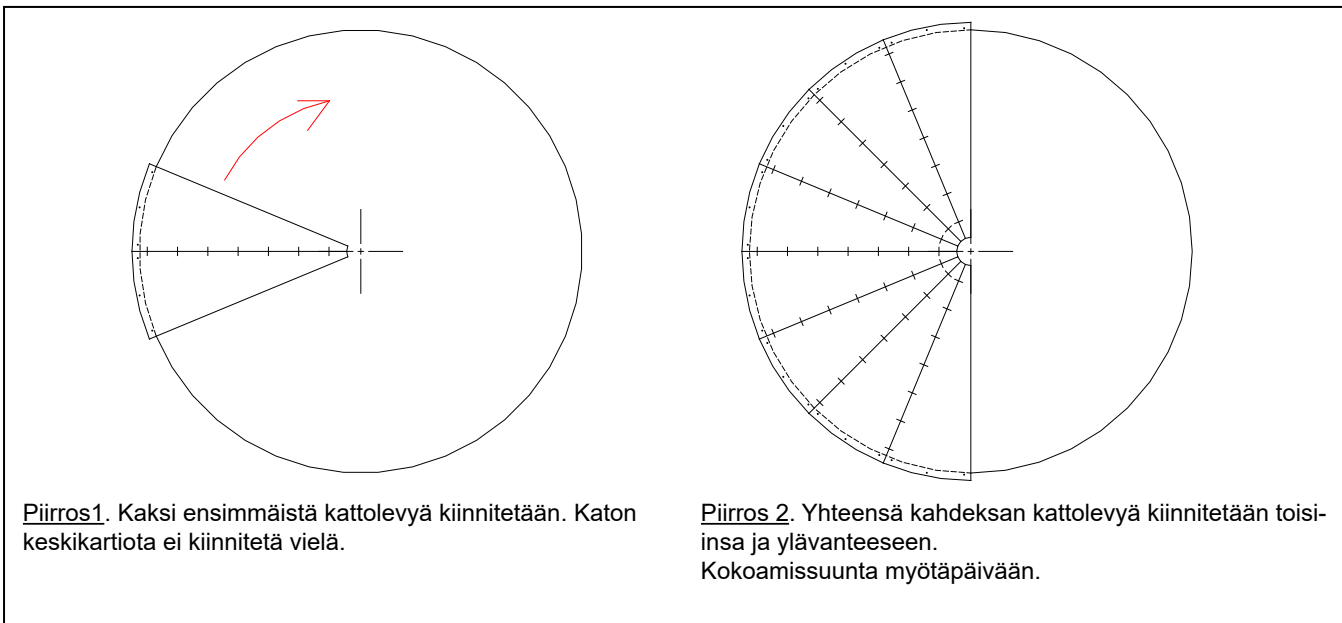 Piirros1. Kaksi ensimmäistä kattolevyä kiinnitetään. Katon
keskikartiota ei kiinnitetä vielä.
Piirros 2. Yhteensä kahdeksan kattolevyä kiinnitetään toisi-
insa ja ylävanteeseen.
Kokoamissuunta myötäpäivään.